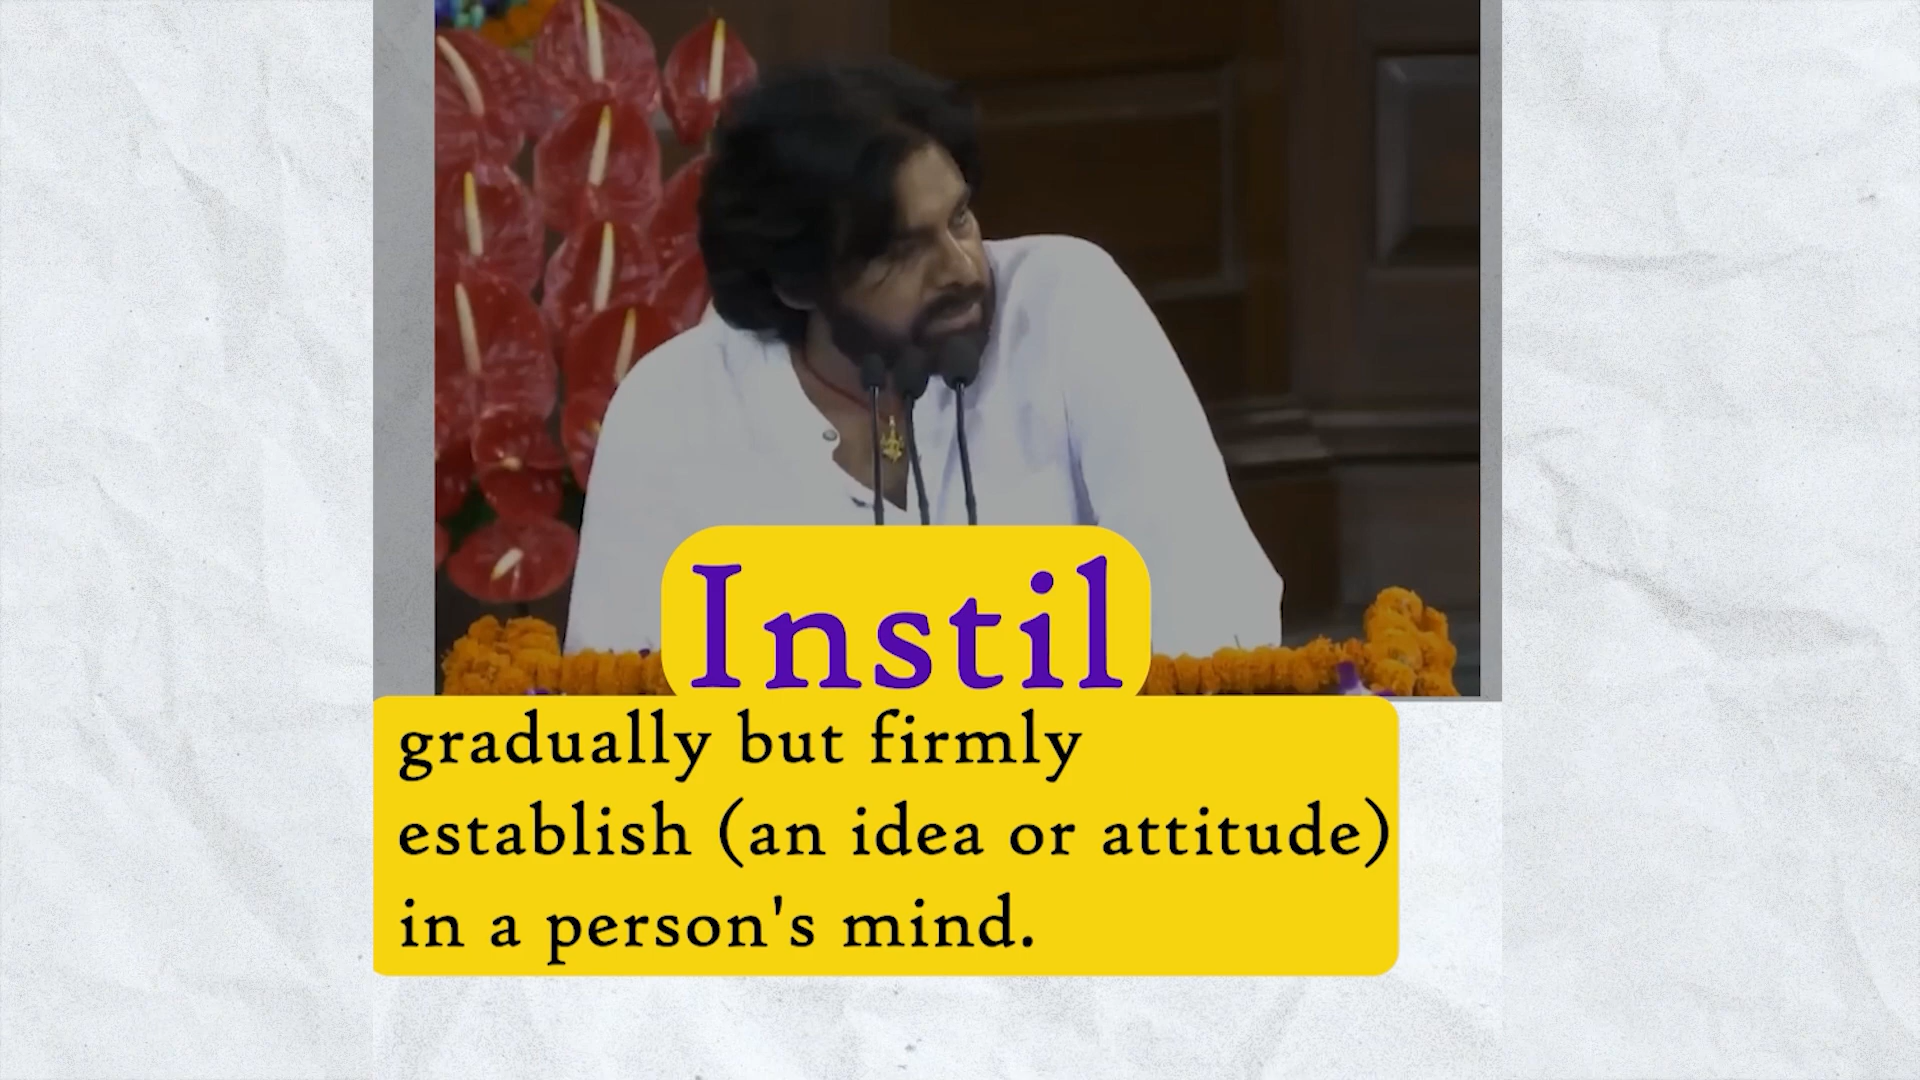 Instil
gradually but firmly
establish (an idea or attitude)
in a person's mind.